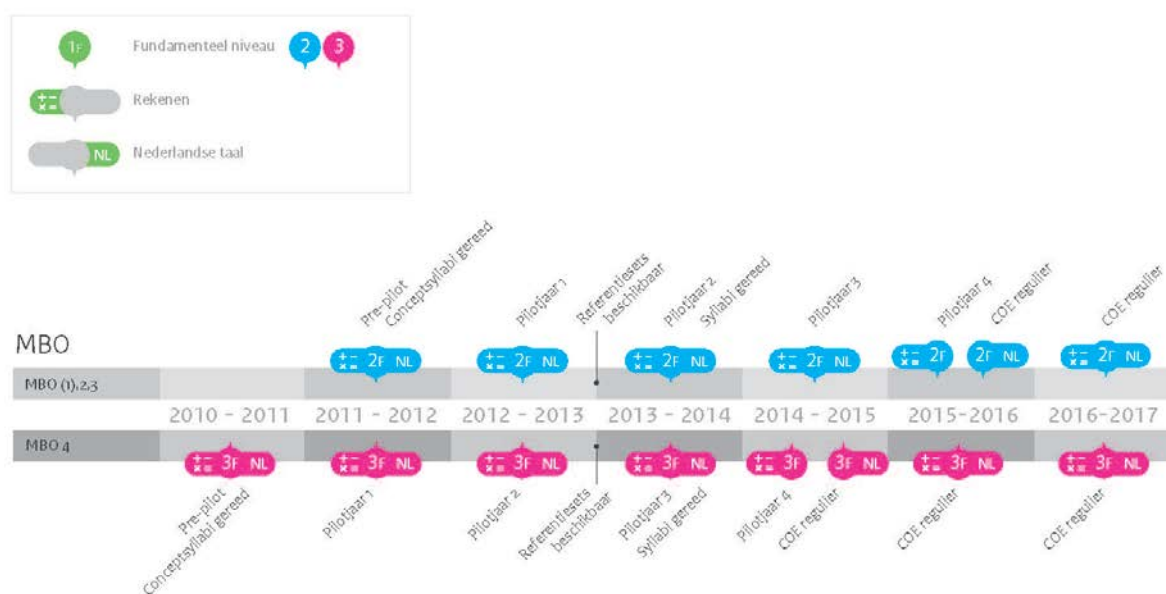 1F Fundamenteel niveau 2 3
+- x= Rekenen
NL Nederlandse taal
Pre-pilot
Conceptsyllabi gereed
Pilotjaar 1
Referentiesets
beschikbaar
Pilotjaar 2
Syllabi gereed
Pilotjaar 3
Pilotjaar 4
COE regulier
COE regulier
MBO
+- x= 2F NL
+- x= 2F NL
+- x= 2F NL
+- x= 2F NL
+- x= 2F
2F NL
+- x= 2F NL
MBO (1),2,3
2010 - 2011 2011 - 2012 2012 - 2013 2013 - 2014 2014 - 2015 2015-2016 2016-2017
MBO 4
+- x= 3F NL
+- x= 3F NL
+- x= 3F NL
+- x= 3F NL
+- x= 3F
3F NL
+- x= 3F NL
+- x= 3F NL
Pre-pilot
Conceptsyllabi gereed
Pilotjaar 1
Pilotjaar 2
Referentiesets
beschikbaar
Pilotjaar 3
Syllabi gereed
Pilotjaar 4
COE regulier
COE regulier
COE regulier